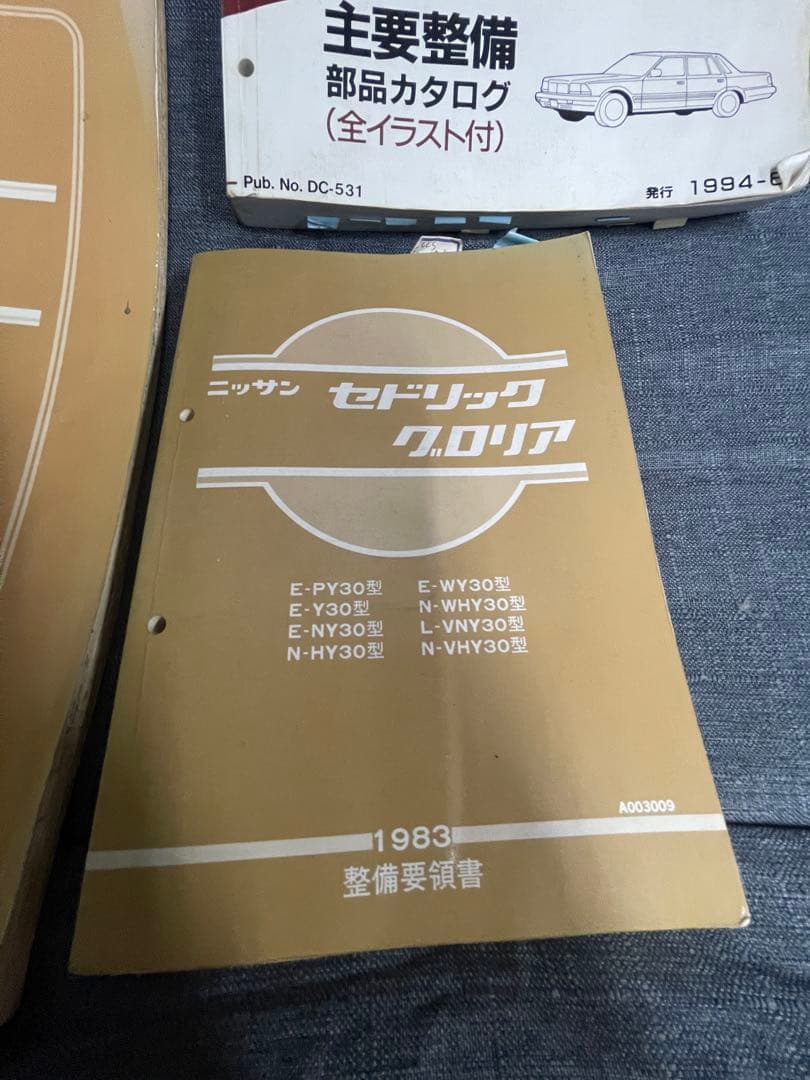 主要整備
部品カタログ
(全イラスト付)
Pub. No. DC-531
発行 1994-6
ニッサン セドリック
グロリア
E-PY30型 E-WY30型
E-Y30型 N-WHY30型
E-NY30型 L-VNY30型
N-HY30型 N-VHY30型
A003009
1983
整備要領書